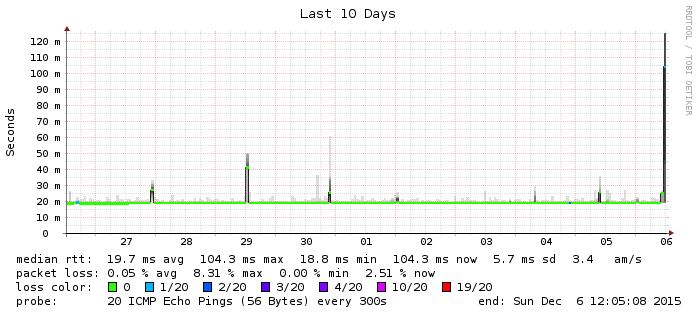 Last 10 Days
RRDTOOL / TOBI OETIKER
Seconds
120 m
110 m
100 m
90 m
80 m
70 m
60 m
50 m
40 m
30 m
20 m
10 m
0
27 28 29 30 01 02 03 04 05 06
median rtt: 19.7 ms avg 104.3 ms max 18.8 ms min 104.3 ms now 5.7 ms sd 3.4 am/s
packet loss: 0.05 % avg 8.31 % max 0.00 % min 2.51 % now
loss color: 0 1/20 2/20 3/20 4/20 10/20 19/20
probe: 20 ICMP Echo Pings (56 Bytes) every 300s end: Sun Dec 6 12:05:08 2015